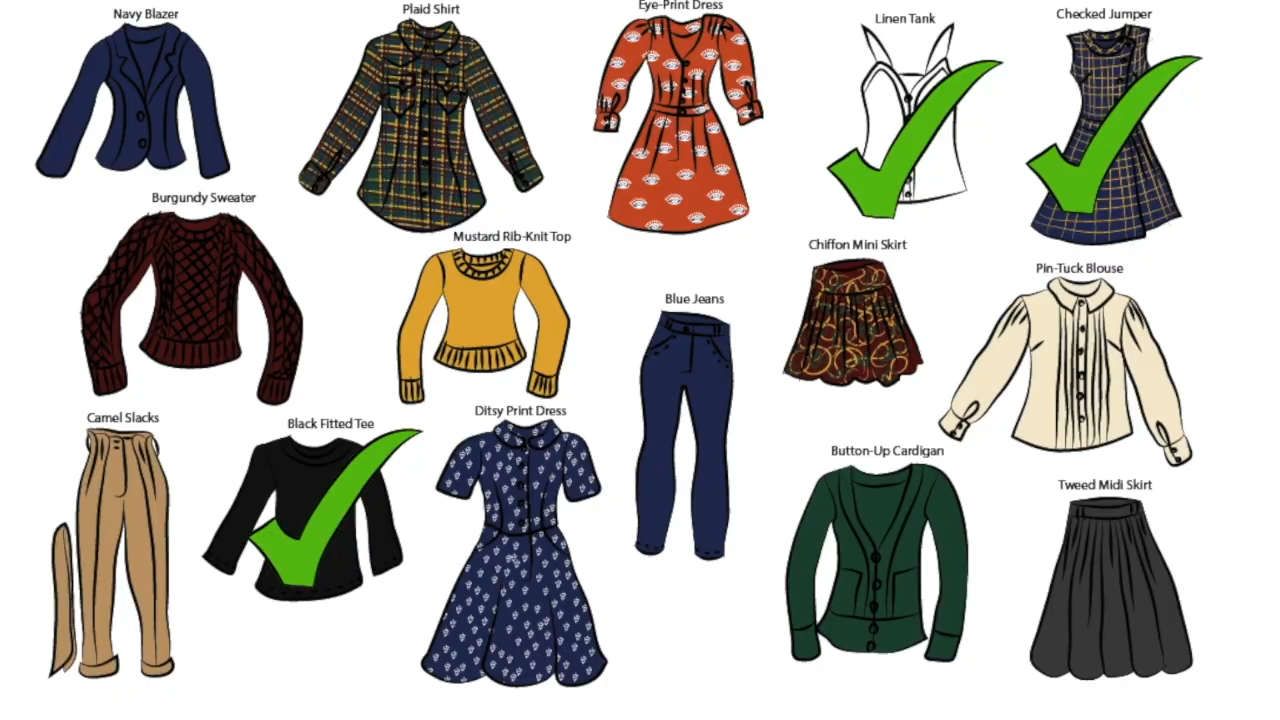 Navy Blazer
Plaid Shirt
Eye-Print Dress
Linen Tank
Checked Jumper
Burgundy Sweater
Mustard Rib-Knit Top
Chiffon Mini Skirt
Pin-Tuck Blouse
Blue Jeans
Camel Slacks
Black Fitted Tee
Ditsy Print Dress
Button-Up Cardigan
Tweed Midi Skirt